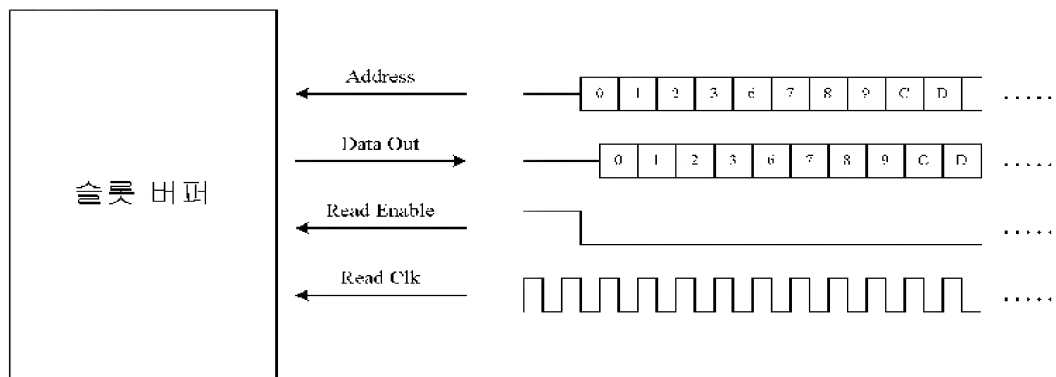 슬롯 버퍼
Address
0 1 2 3 6 7 8 9 C D .....
Data Out
0 1 2 3 6 7 8 9 C D .....
Read Enable
.....
Read Clk
.....